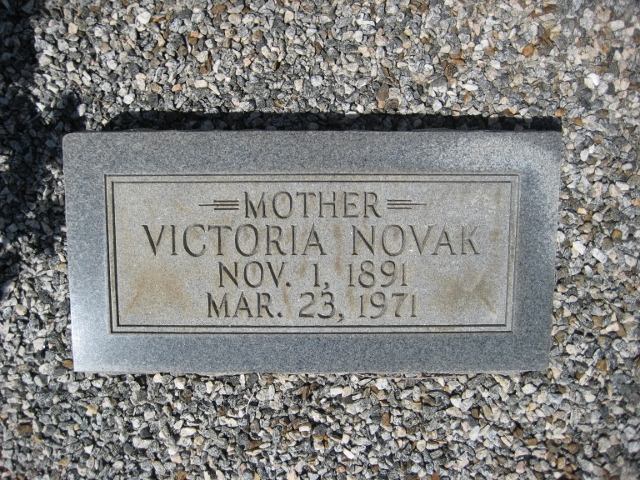 MOTHER
VICTORIA NOVAK
NOV. 1, 1891
MAR. 23, 1971